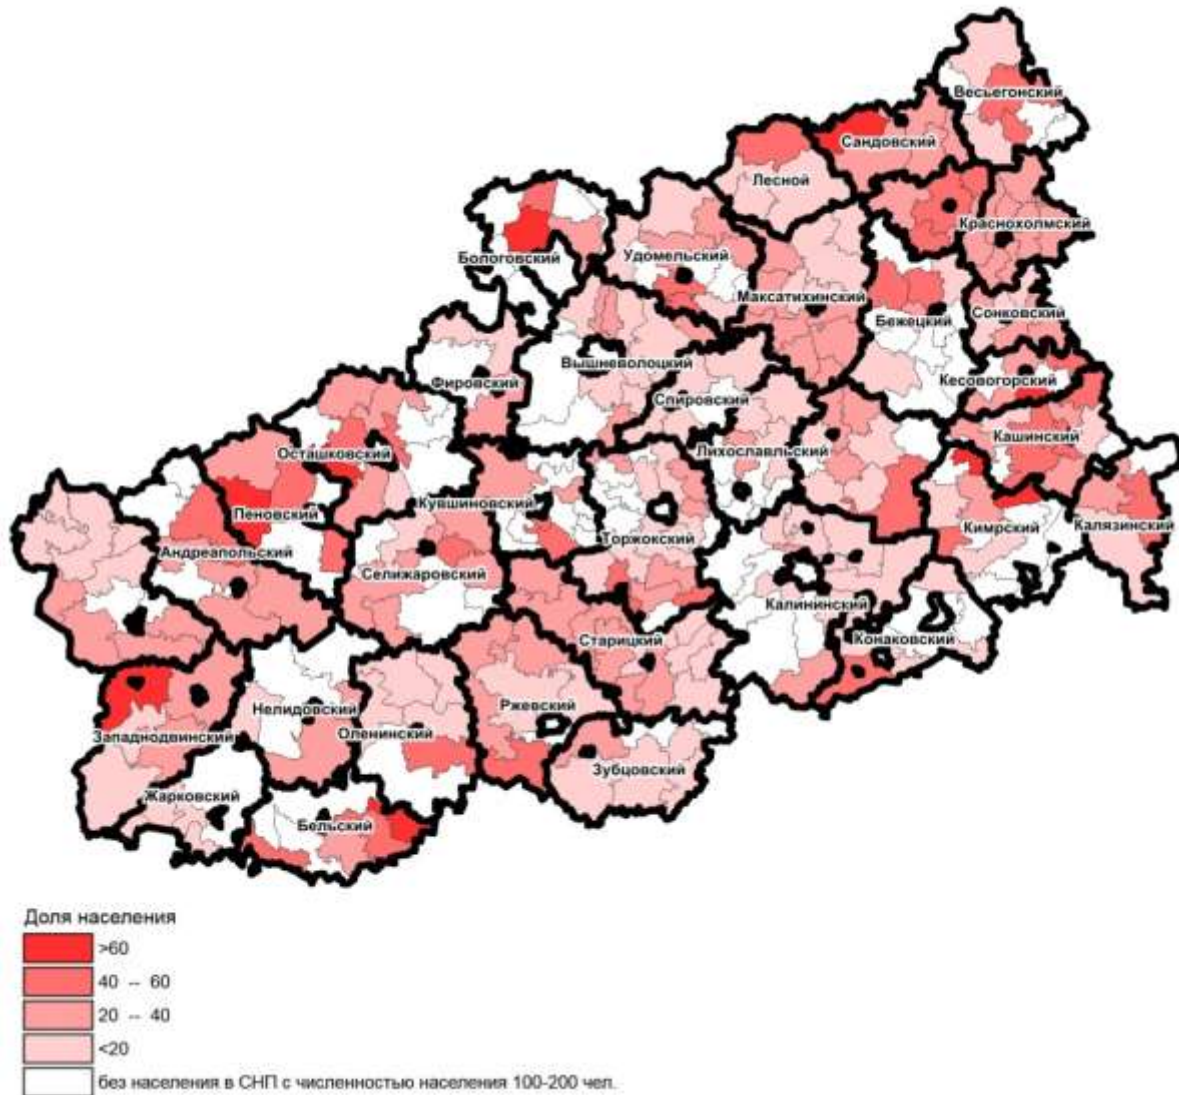 Весьегонский
Сандовский
Лесной
Краснохолмский
Бологовский
Удомельский
Максатихинский
Бежецкий
Сонковский
Вышневолоцкий
Фировский
Кесовогорский
Спировский
Кашинский
Осташковский
Лихославльский
Кувшиновский
Пеновский
Кимрский
Калязинский
Торжокский
Андреапольский
Селижаровский
Калининский
Старицкий
Конаковский
Ржевский
Нелидовский
Оленинский
Западнодвинский
Зубцовский
Жарковский
Бельский
Доля населения
>60
40 -- 60
20 -- 40
<20
без населения в СНП с численностью населения 100-200 чел.